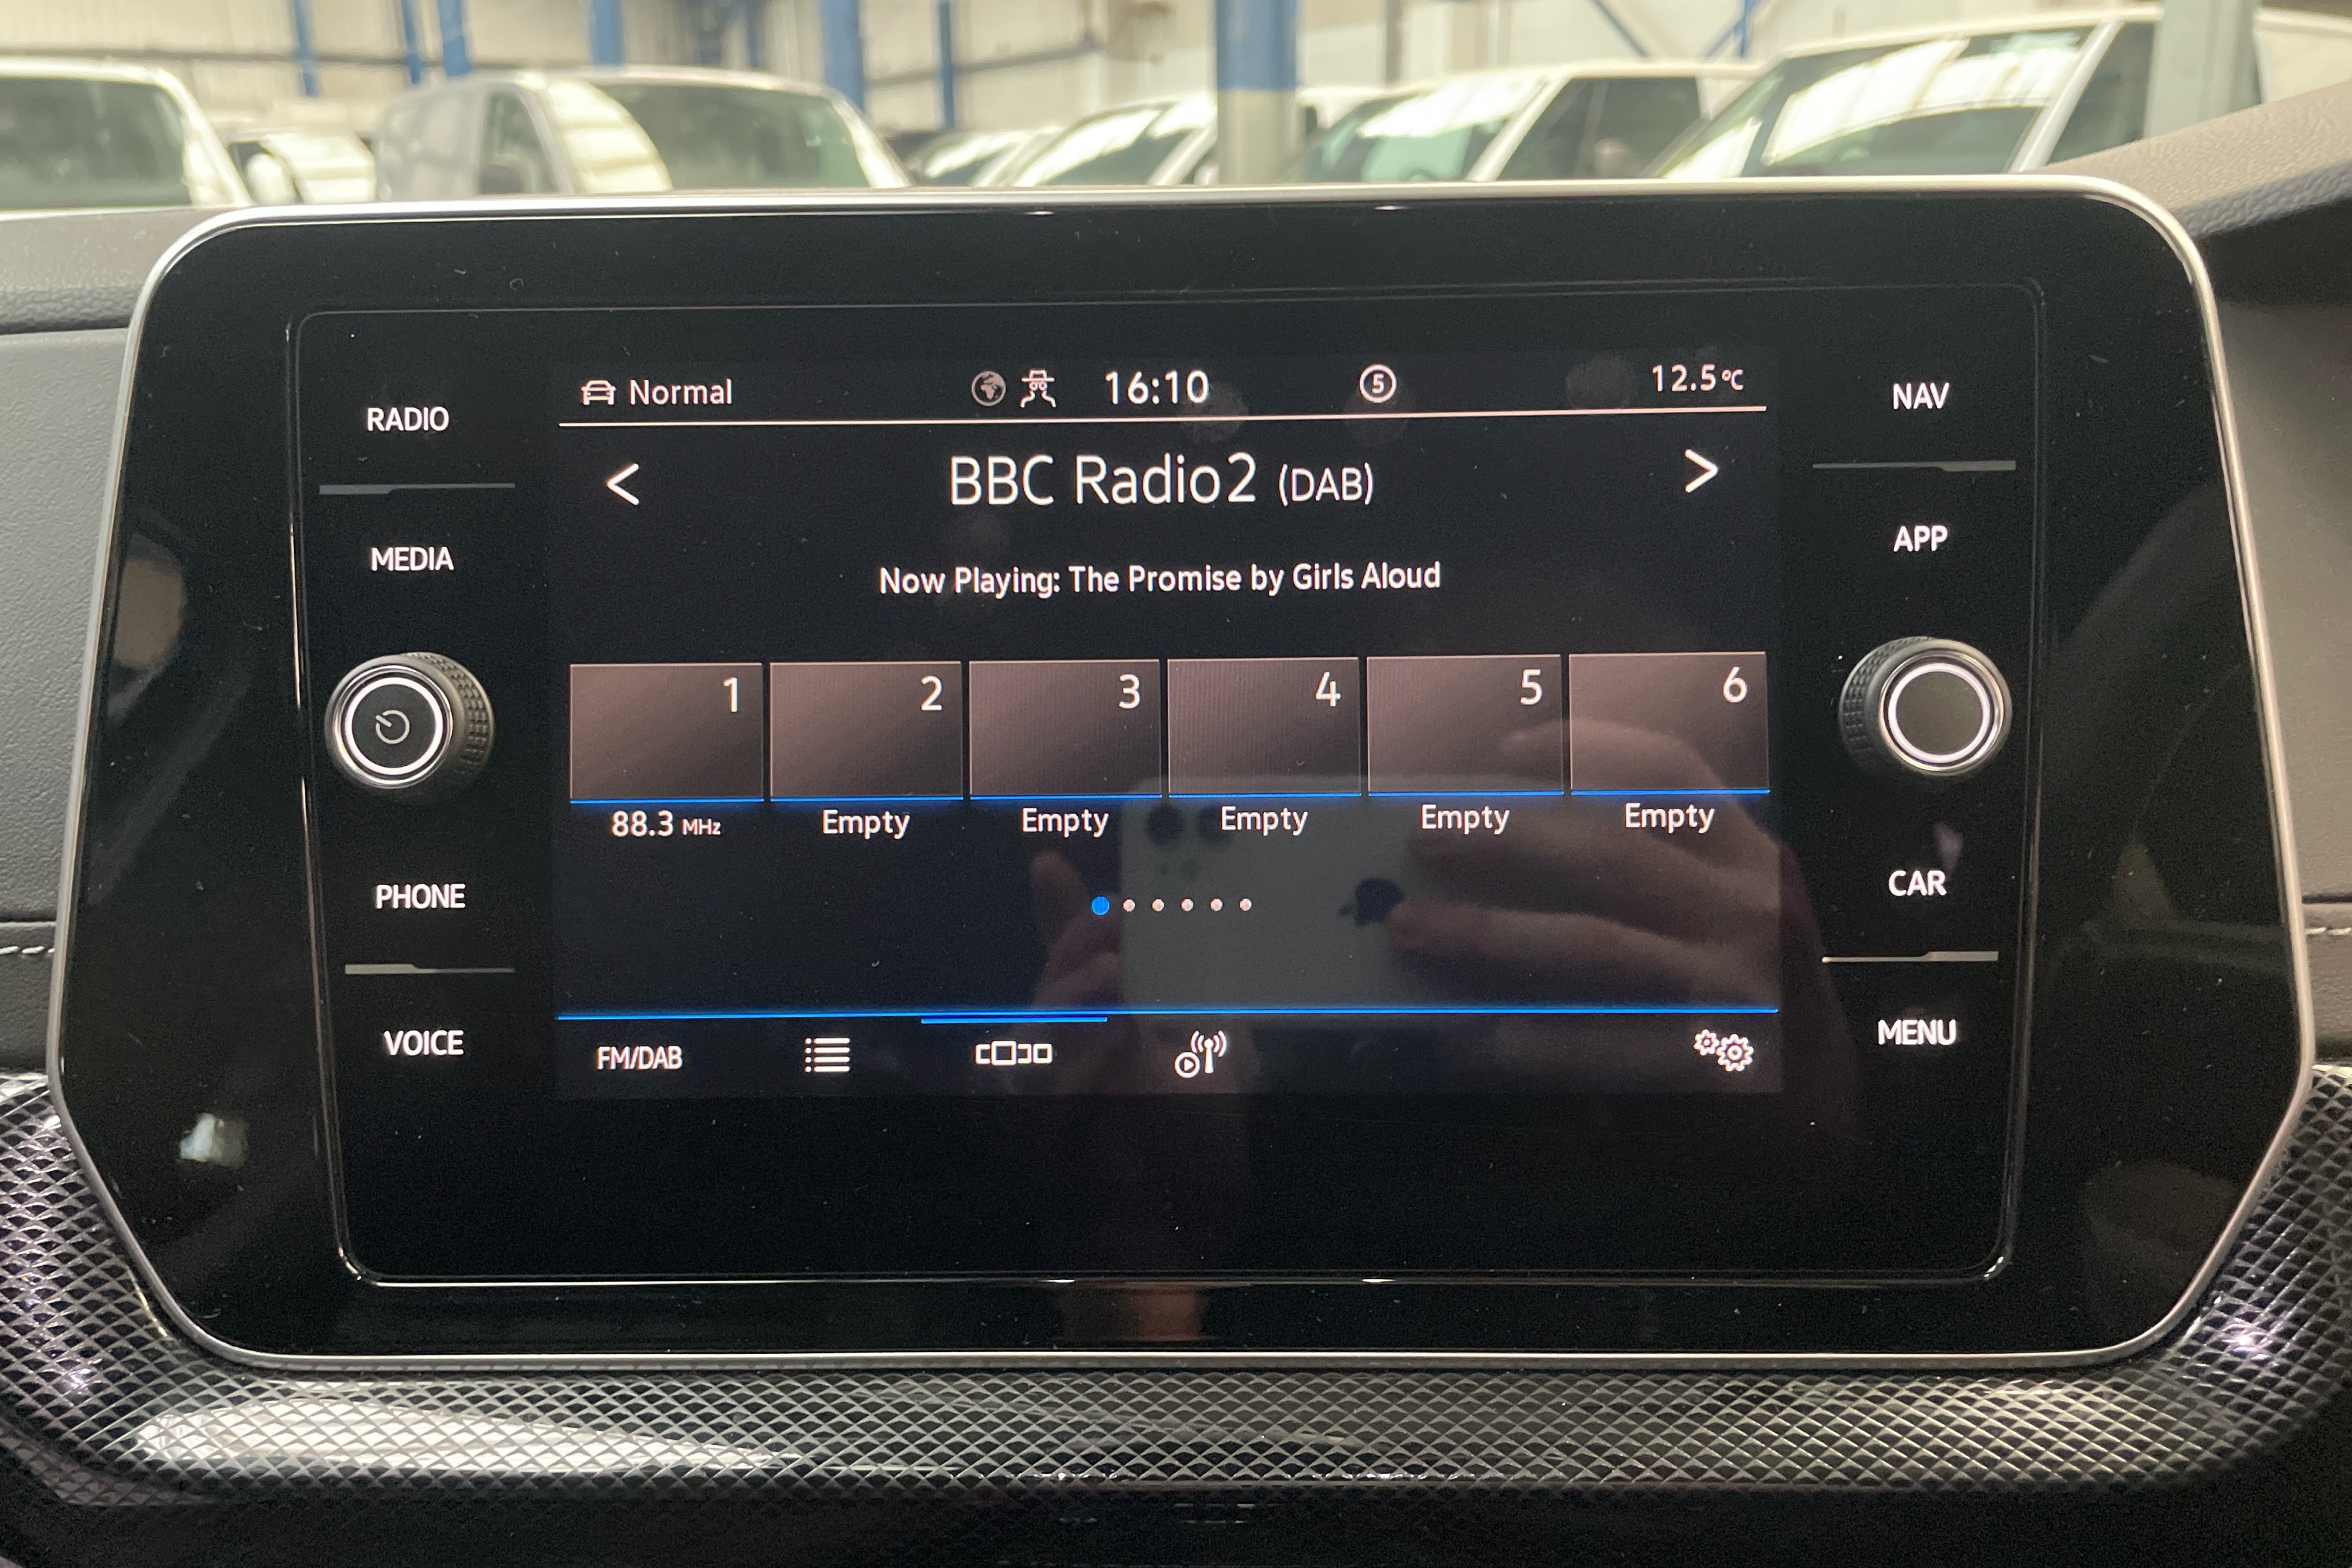 RADIO
MEDIA
PHONE
VOICE
Normal
16:10
5
12.5°C
< BBC Radio2 (DAB) >
Now Playing: The Promise by Girls Aloud
1 2 3 4 5 6
88.3 MHz Empty Empty Empty Empty Empty
FM/DAB
NAV
APP
CAR
MENU